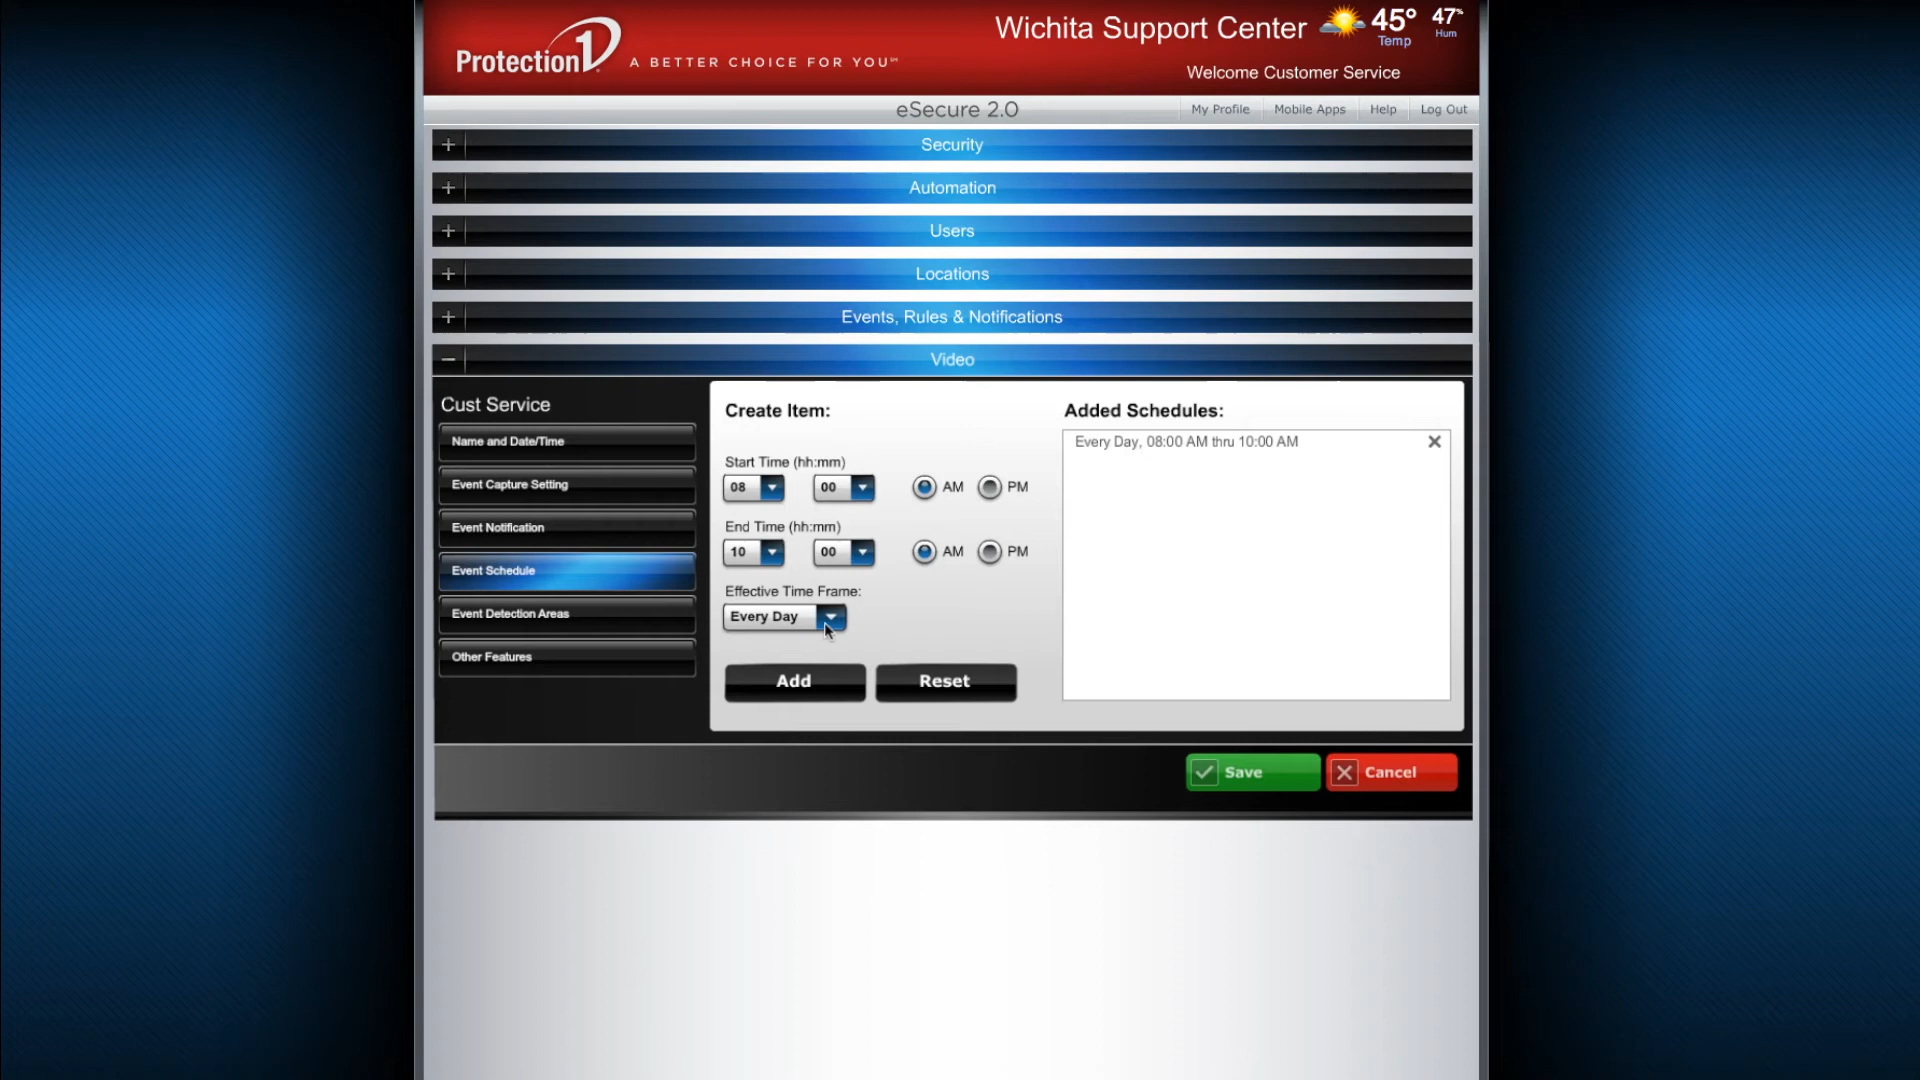 Protection1
A BETTER CHOICE FOR YOU℠
Wichita Support Center
45°
Temp
47%
Hum
Welcome Customer Service
eSecure 2.0
My Profile
Mobile Apps
Help
Log Out
Security
Automation
Users
Locations
Events, Rules & Notifications
Video
Cust Service
Name and Date/Time
Event Capture Setting
Event Notification
Event Schedule
Event Detection Areas
Other Features
Create Item:
Start Time (hh:mm)
08 00 AM PM
End Time (hh:mm)
10 00 AM PM
Effective Time Frame:
Every Day
Add Reset
Added Schedules:
Every Day, 08:00 AM thru 10:00 AM
Save Cancel